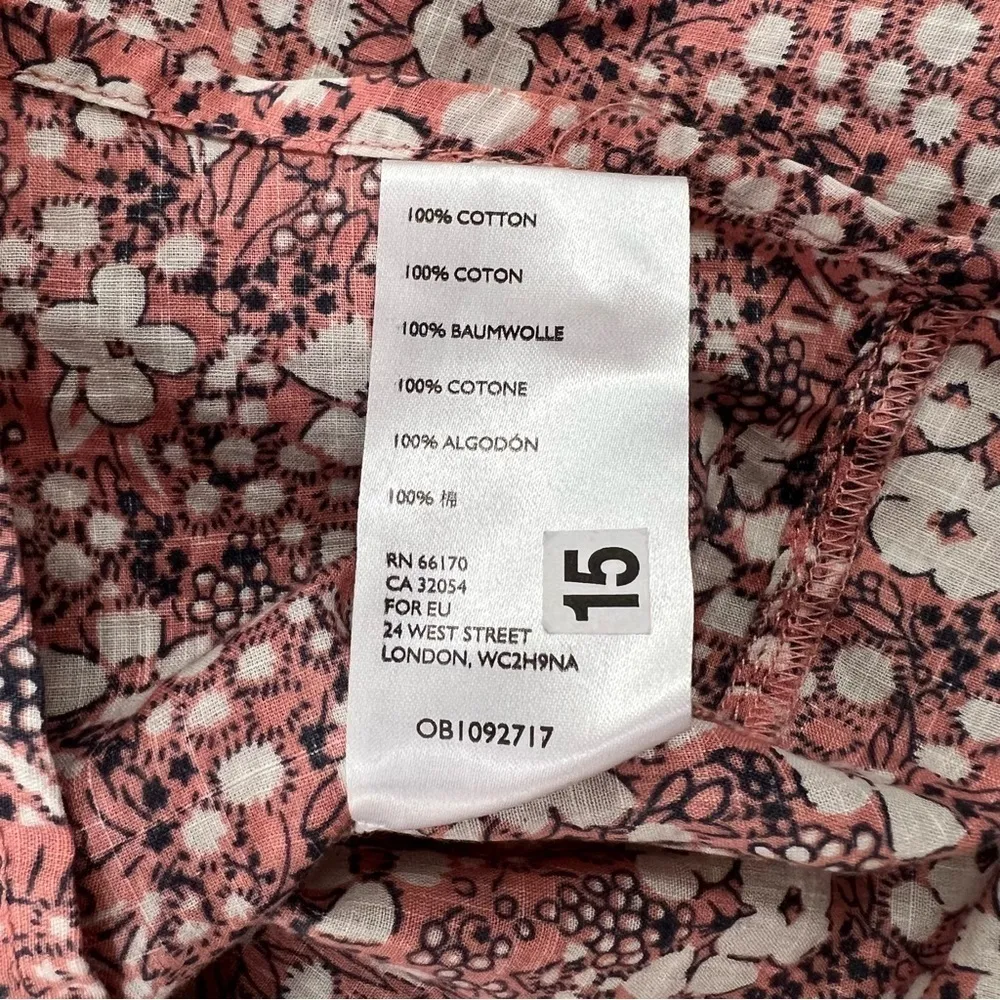 100% COTTON
100% COTON
100% BAUMWOLLE
100% COTONE
100% ALGODÓN
100% 棉
RN 66170
CA 32054
FOR EU
24 WEST STREET
LONDON, WC2H9NA
15
OB1092717